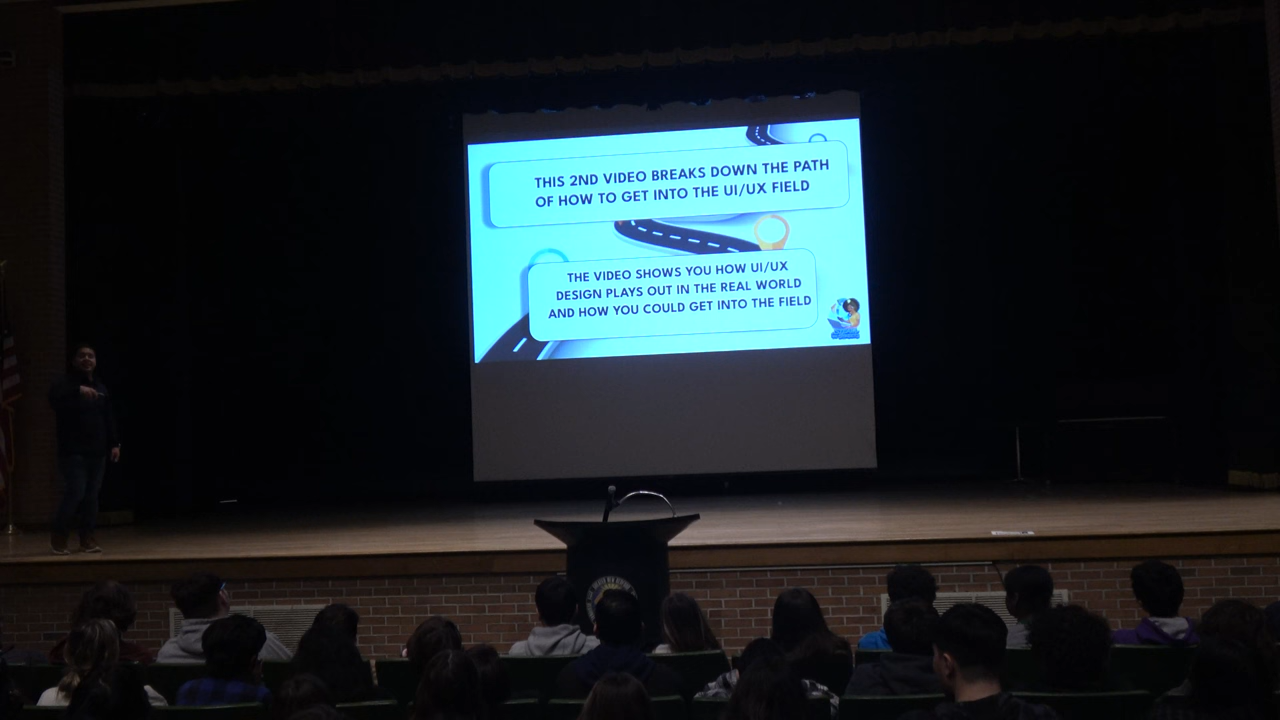 THIS 2ND VIDEO BREAKS DOWN THE PATH
OF HOW TO GET INTO THE UI/UX FIELD
THE VIDEO SHOWS YOU HOW UI/UX
DESIGN PLAYS OUT IN THE REAL WORLD
AND HOW YOU COULD GET INTO THE FIELD